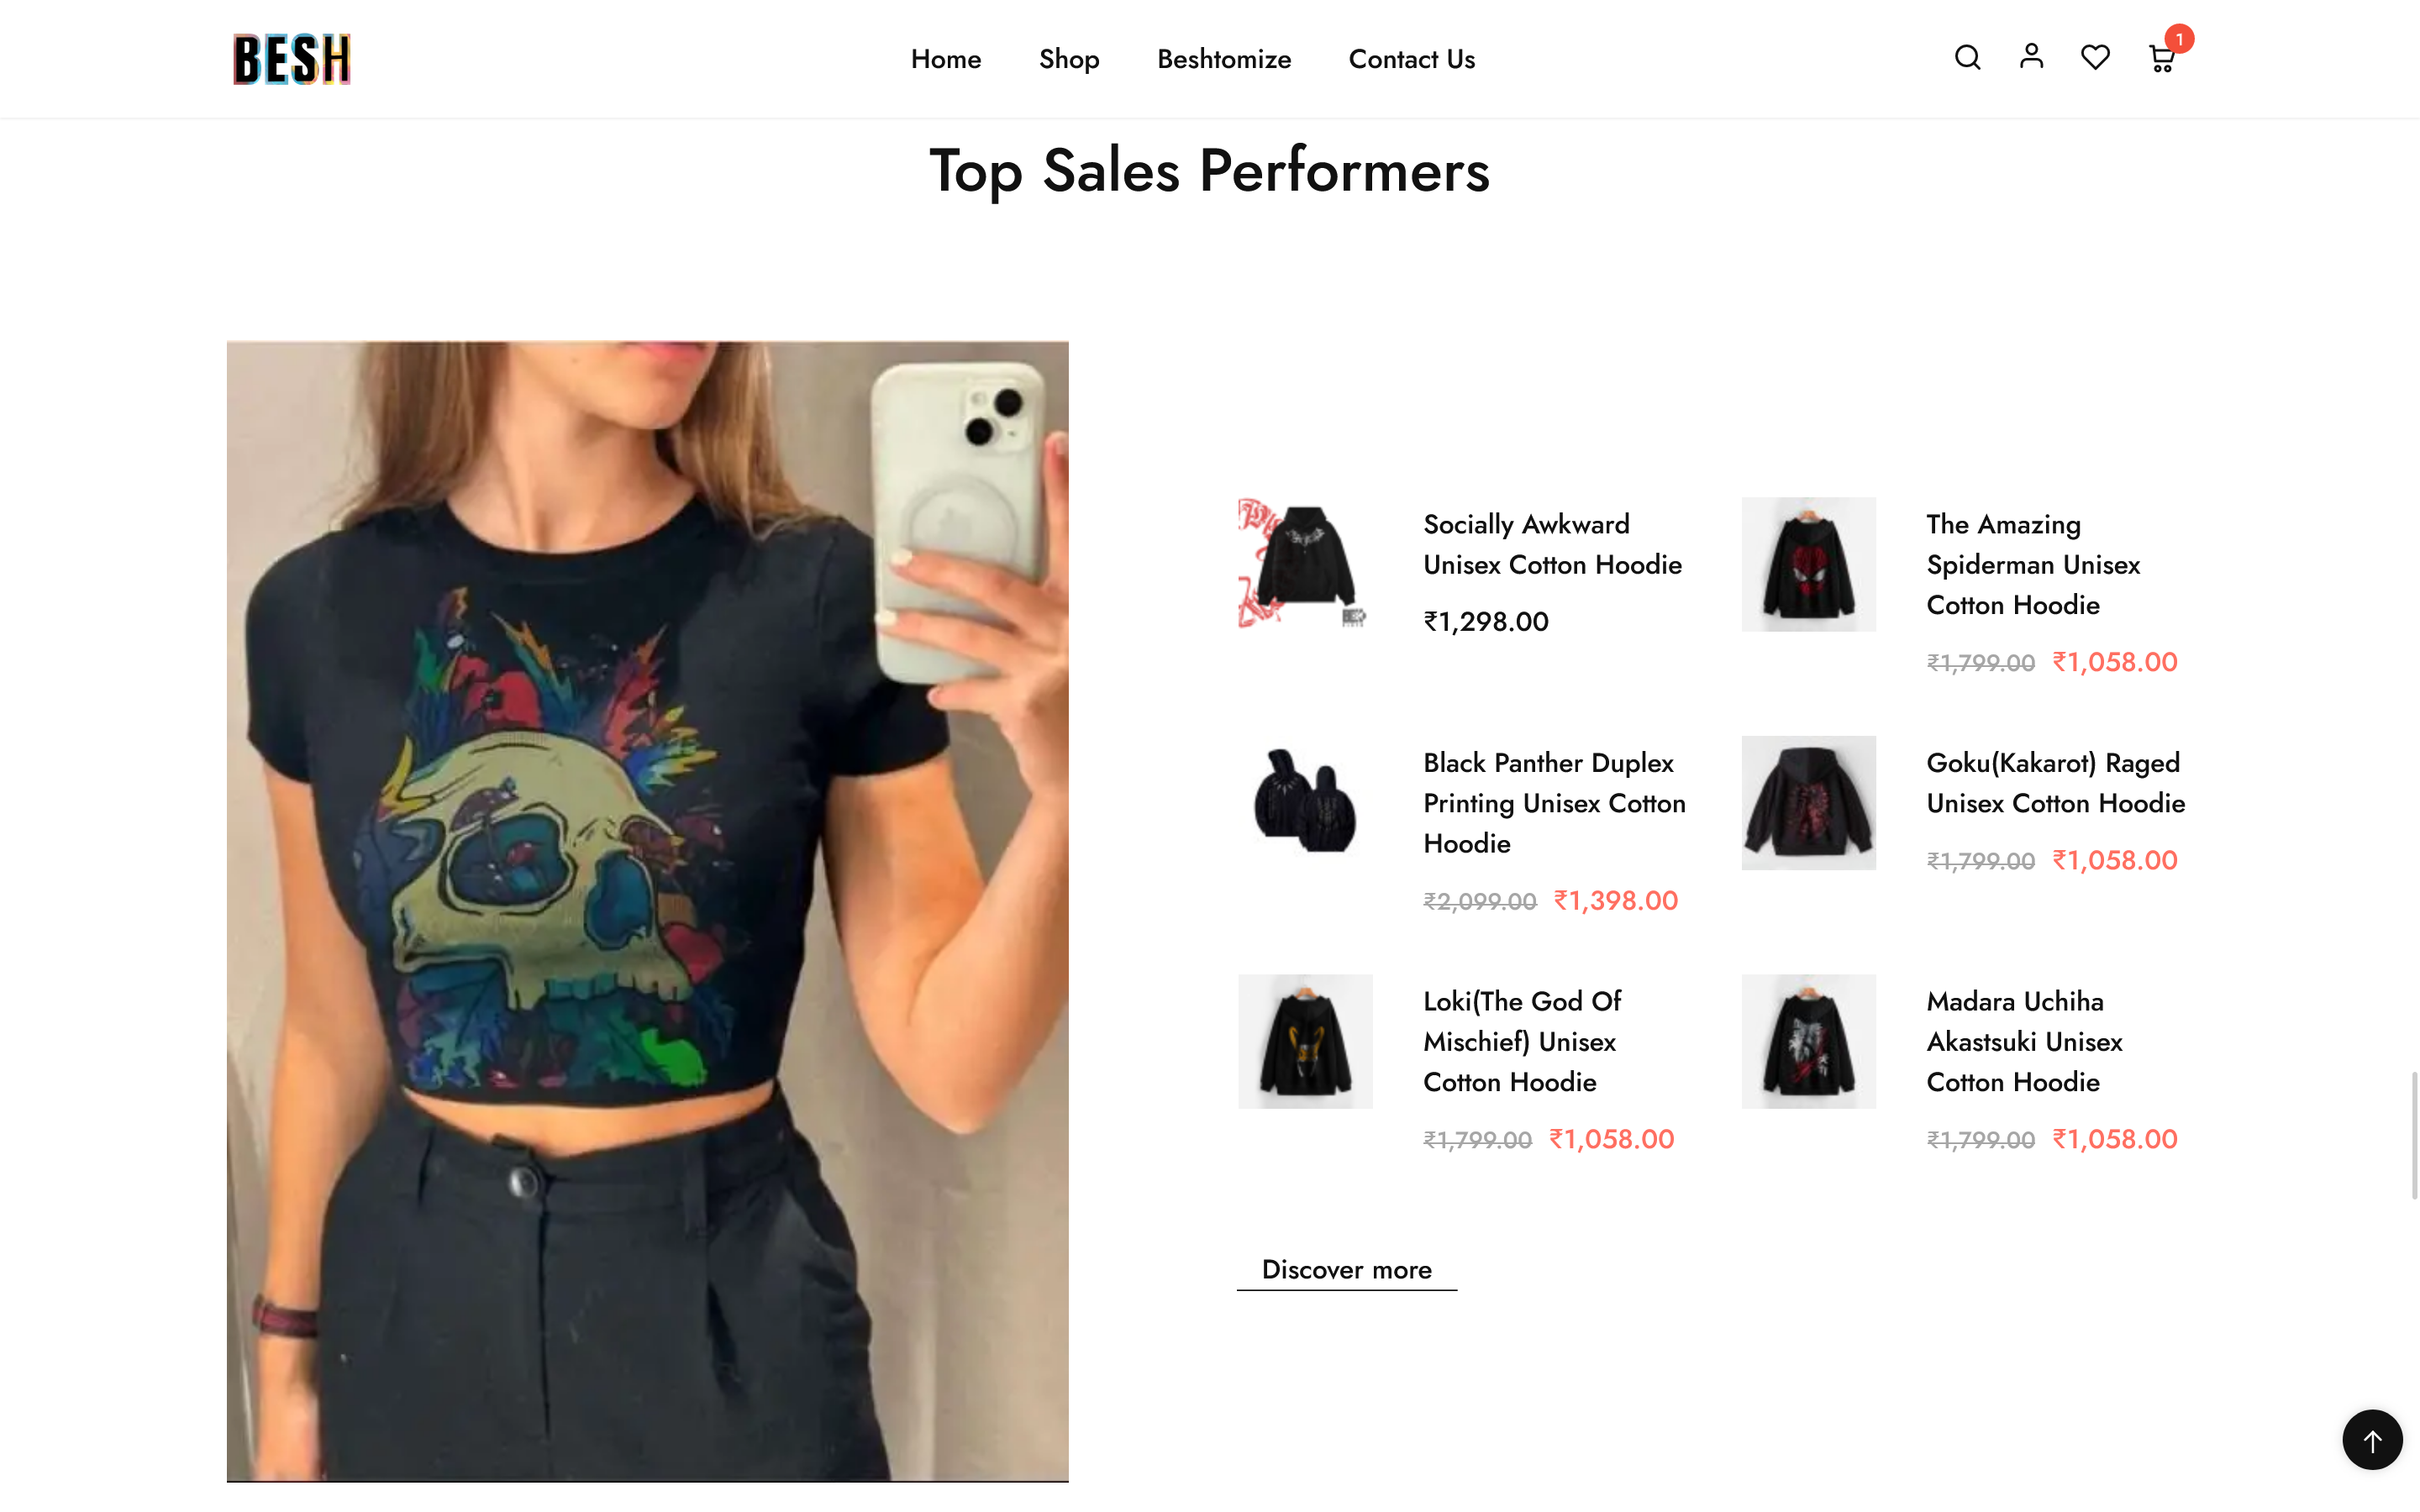 BESH
Home
Shop
Beshtomize
Contact Us
1
Top Sales Performers
Socially Awkward
Unisex Cotton Hoodie
₹1,298.00
The Amazing
Spiderman Unisex
Cotton Hoodie
₹1,799.00 ₹1,058.00
Black Panther Duplex
Printing Unisex Cotton
Hoodie
₹2,099.00 ₹1,398.00
Goku(Kakarot) Raged
Unisex Cotton Hoodie
₹1,799.00 ₹1,058.00
Loki(The God Of
Mischief) Unisex
Cotton Hoodie
₹1,799.00 ₹1,058.00
Madara Uchiha
Akastsuki Unisex
Cotton Hoodie
₹1,799.00 ₹1,058.00
Discover more